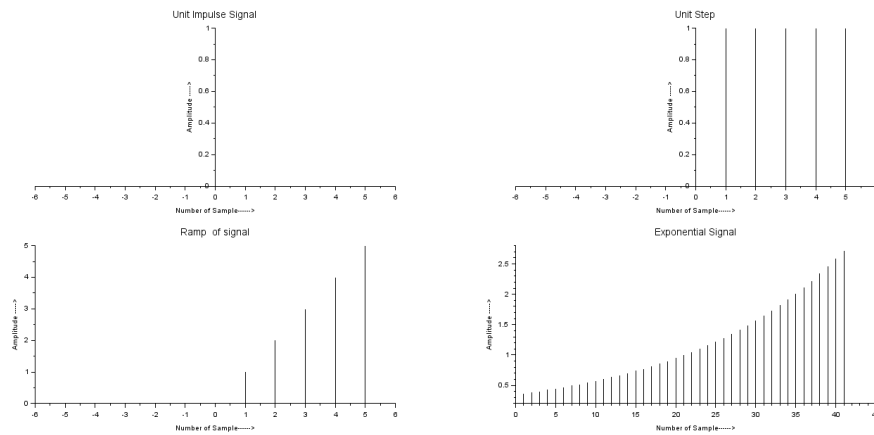 Unit Impulse Signal
1
0.8
0.6
0.4
0.2
0
Amplitude ---->
-6 -5 -4 -3 -2 -1 0 1 2 3 4 5 6
Number of Sample------>
Unit Step
1
0.8
0.6
0.4
0.2
0
Amplitude ---->
-6 -5 -4 -3 -2 -1 0 1 2 3 4 5
Number of Sample------>
Ramp of signal
5
4
3
2
1
0
Amplitude ---->
-6 -5 -4 -3 -2 -1 0 1 2 3 4 5 6
Number of Sample------>
Exponential Signal
2.5
2
1.5
1
0.5
Amplitude ---->
0 5 10 15 20 25 30 35 40
Number of Sample------>